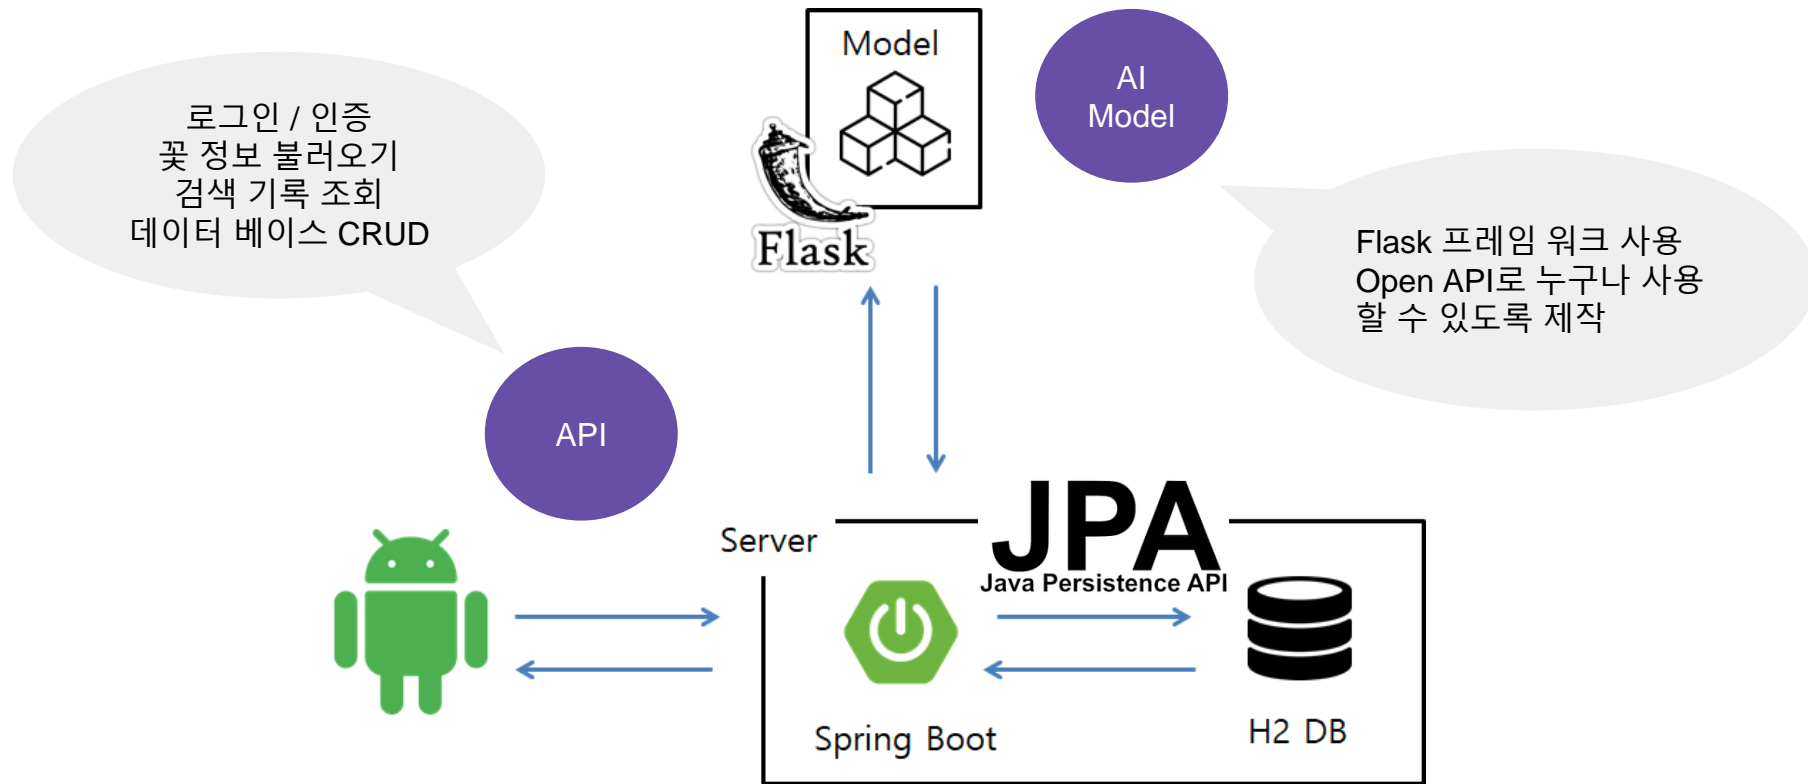 Model
AI
Model
로그인 / 인증
꽃 정보 불러오기
검색 기록 조회
데이터 베이스 CRUD
Flask
Flask 프레임 워크 사용
Open API로 누구나 사용
할 수 있도록 제작
API
Server
JPA
Java Persistence API
Spring Boot
H2 DB